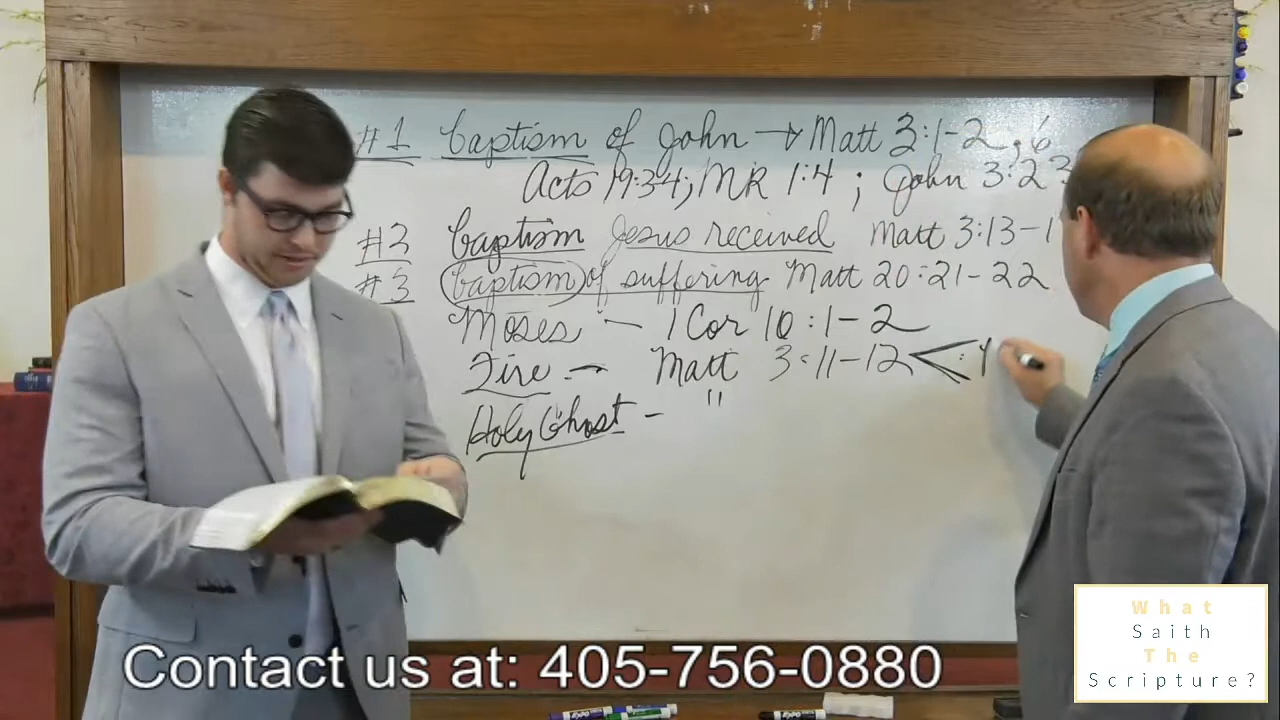 #1 baptism of John → Matt 3:1-2, 6
Acts 19:3-4; MK 1:4 ; John 3:23
#2 baptism Jesus received Matt 3:13-1
#3 baptism of suffering Matt 20:21-22
Moses - 1 Cor 10:1-2
Fire - Matt 3:11-12 <
Holy Ghost - "
Contact us at: 405-756-0880
What
Saith
The
Scripture?